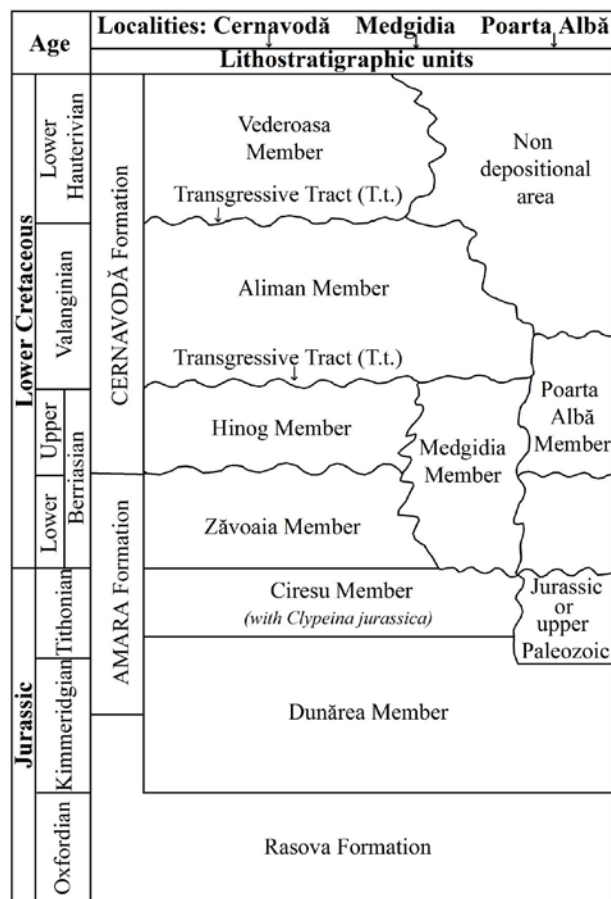 Age
Localities: Cernavodă Medgidia Poarta Albă
Lithostratigraphic units
Lower Cretaceous
Jurassic
Lower
Hauterivian
Valanginian
Upper
Lower
Berriasian
Tithonian
Kimmeridgian
Oxfordian
CERNAVODĂ Formation
AMARA Formation
Vederoasa
Member
Non
depositional
area
Transgressive Tract (T.t.)
Aliman Member
Transgressive Tract (T.t.)
Hinog Member
Medgidia
Member
Poarta
Albă
Member
Zăvoaia Member
Ciresu Member
(with Clypeina jurassica)
Jurassic
or
upper
Paleozoic
Dunărea Member
Rasova Formation